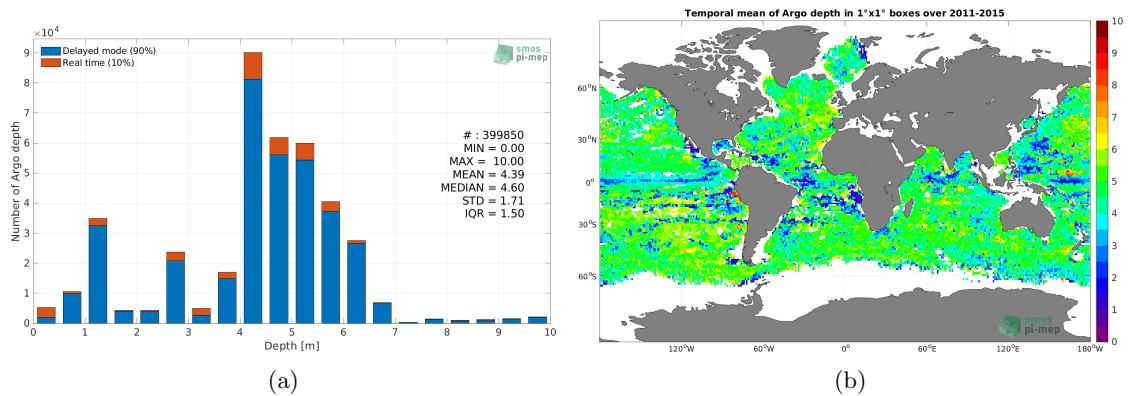 ×10⁴
9
8
7
6
5
4
3
2
1
0
Number of Argo depth
Delayed mode (90%)
Real time (10%)
smos
pi-mep
# : 399850
MIN = 0.00
MAX = 10.00
MEAN = 4.39
MEDIAN = 4.60
STD = 1.71
IQR = 1.50
0 1 2 3 4 5 6 7 8 9 10
Depth [m]
(a)
Temporal mean of Argo depth in 1°x1° boxes over 2011-2015
60°N
30°N
0°
30°S
60°S
120°W 60°W 0° 60°E 120°E 180°W
smos
pi-mep
10
9
8
7
6
5
4
3
2
1
0
(b)